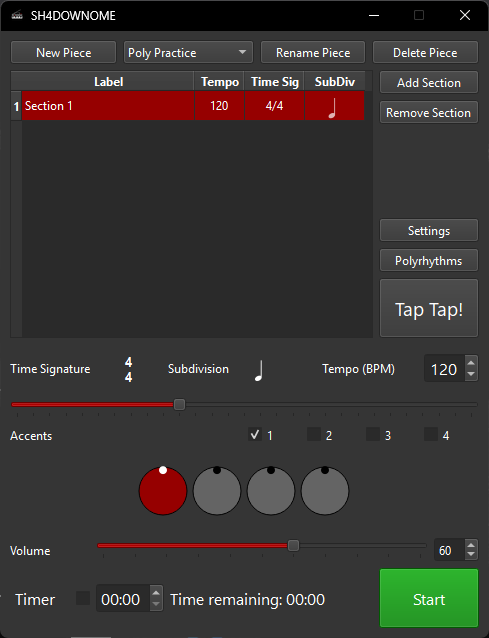 SH4DOWNOME
New Piece Poly Practice Rename Piece Delete Piece
Label Tempo Time Sig SubDiv
1 Section 1 120 4/4
Add Section
Remove Section
Settings
Polyrhythms
Tap Tap!
Time Signature 4 4 Subdivision Tempo (BPM) 120
Accents 1 2 3 4
Volume 60
Timer 00:00 Time remaining: 00:00 Start